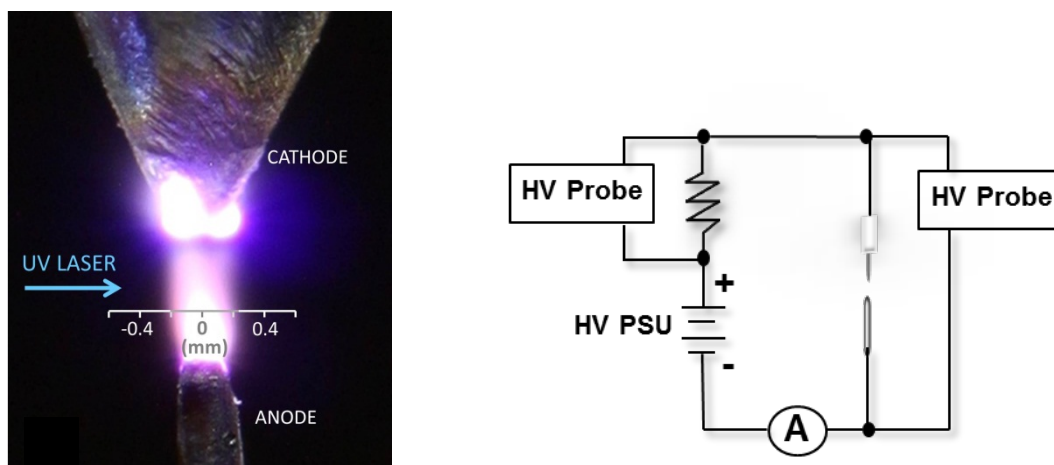 CATHODE
UV LASER
-0.4 0 0.4
(mm)
ANODE
HV Probe
HV Probe
+
HV PSU
-
A